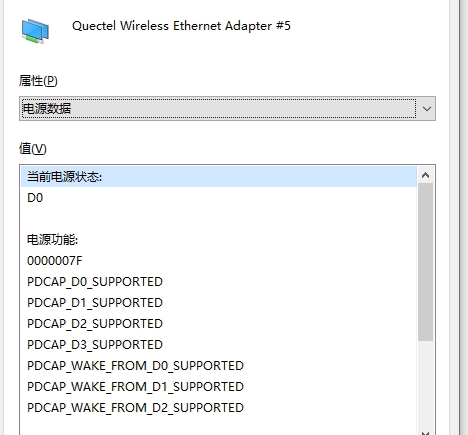 Quectel Wireless Ethernet Adapter #5
属性(P)
电源数据
值(V)
当前电源状态:
D0
电源功能:
0000007F
PDCAP_D0_SUPPORTED
PDCAP_D1_SUPPORTED
PDCAP_D2_SUPPORTED
PDCAP_D3_SUPPORTED
PDCAP_WAKE_FROM_D0_SUPPORTED
PDCAP_WAKE_FROM_D1_SUPPORTED
PDCAP_WAKE_FROM_D2_SUPPORTED